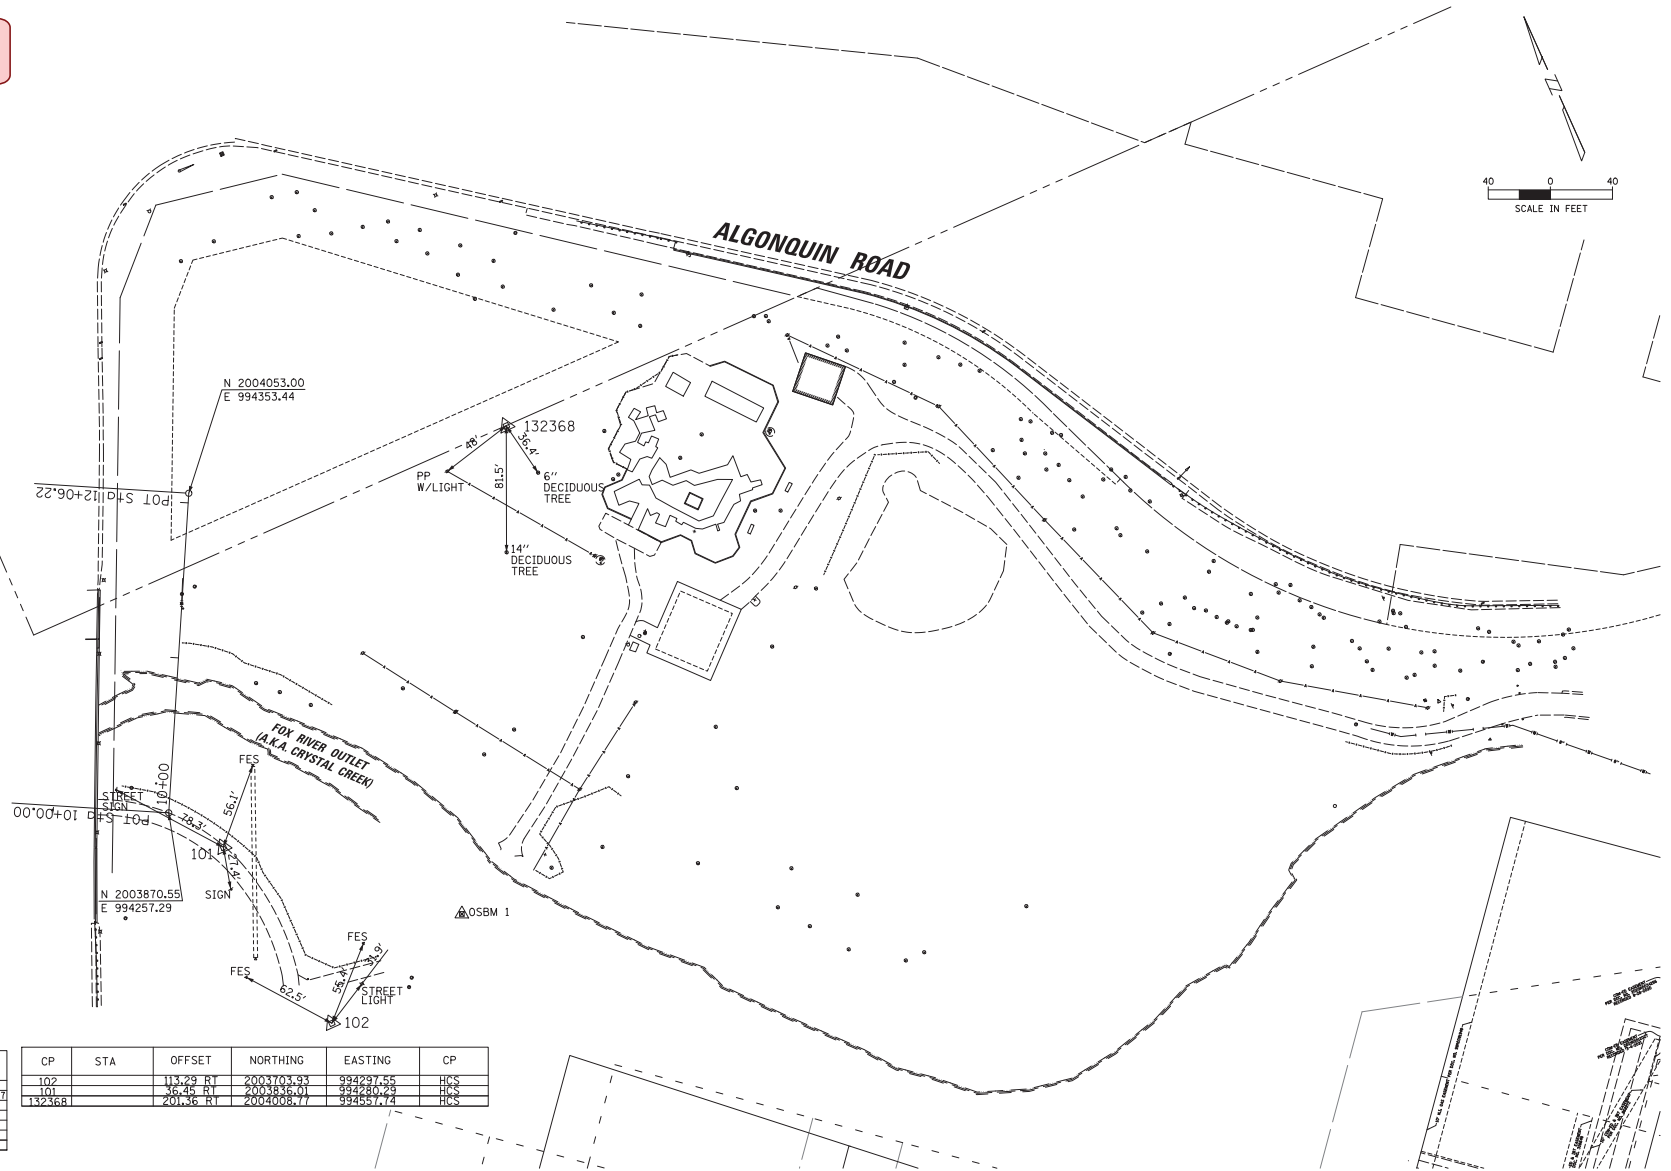 40 0 40
SCALE IN FEET
ALGONQUIN ROAD
N 2004053.00
E 994353.44
132368
48'
36.4'
81.5'
PP
W/LIGHT
6''
DECIDUOUS
TREE
POT Sta 12+06.22
14''
DECIDUOUS
TREE
FOX RIVER OUTLET
(A.K.A. CRYSTAL CREEK)
FES
10+00
STREET
SIGN
56.1'
POT Sta 10+00.00
78.3'
101
27.4'
SIGN
N 2003870.55
E 994257.29
OSBM 1
FES
31.9'
FES
55.4'
62.5'
STREET
LIGHT
102
CP STA OFFSET NORTHING EASTING CP
102 113.29 RT 2003703.93 994297.55 HCS
101 36.45 RT 2003836.01 994280.29 HCS
132368 201.36 RT 2004008.77 994557.74 HCS